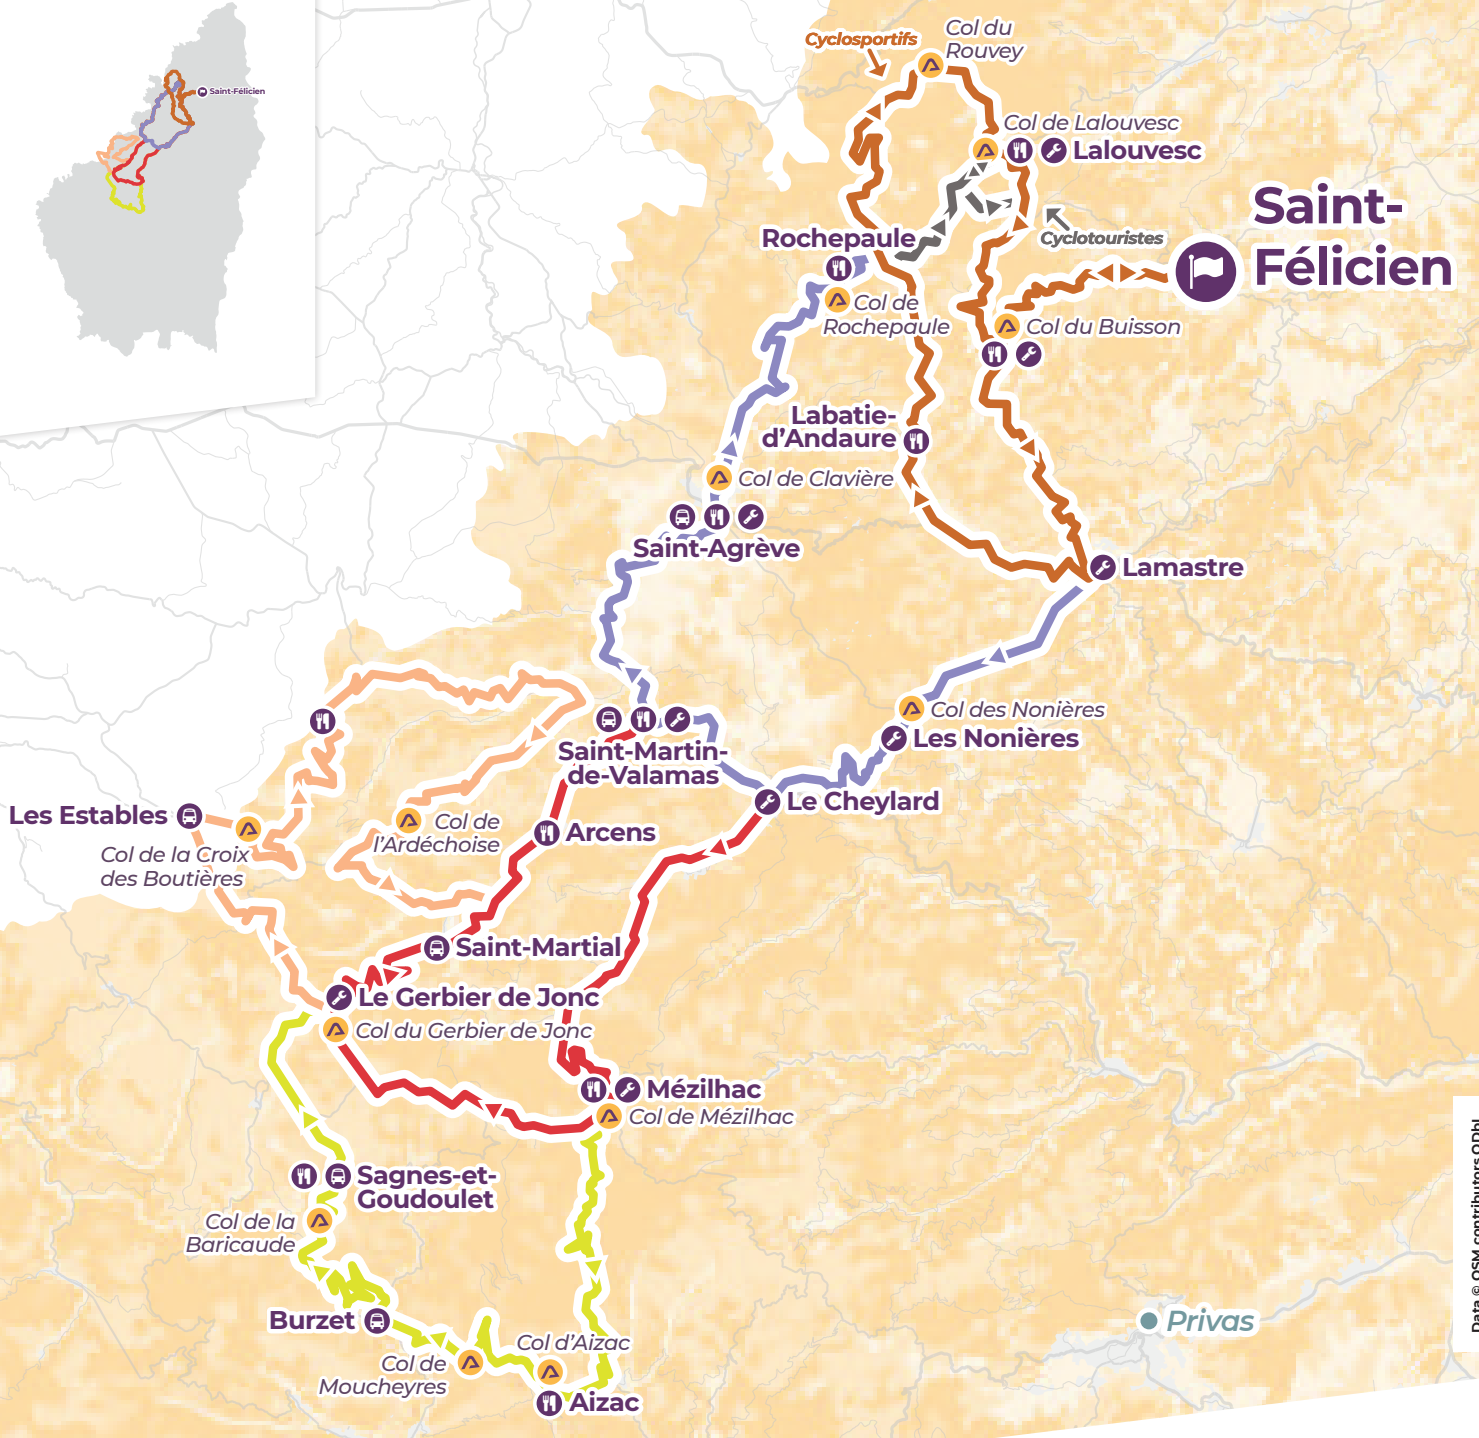 Saint-Félicien
Cyclosportifs
Col du
Rouvey
Col de Lalouvesc
Lalouvesc
Saint-
Félicien
Cyclotouristes
Rochepaule
Col de
Rochepaule
Col du Buisson
Labatie-
d'Andaure
Col de Clavière
Saint-Agrève
Lamastre
Col des Nonières
Les Nonières
Saint-Martin-
de-Valamas
Le Cheylard
Les Estables
Col de
l'Ardéchoise
Arcens
Col de la Croix
des Boutières
Saint-Martial
Le Gerbier de Jonc
Col du Gerbier de Jonc
Mézilhac
Col de Mézilhac
Sagnes-et-
Goudoulet
Col de la
Baricaude
Burzet
Col d'Aizac
Col de
Moucheyres
Aizac
Privas
Data © OSM contributors ODbl